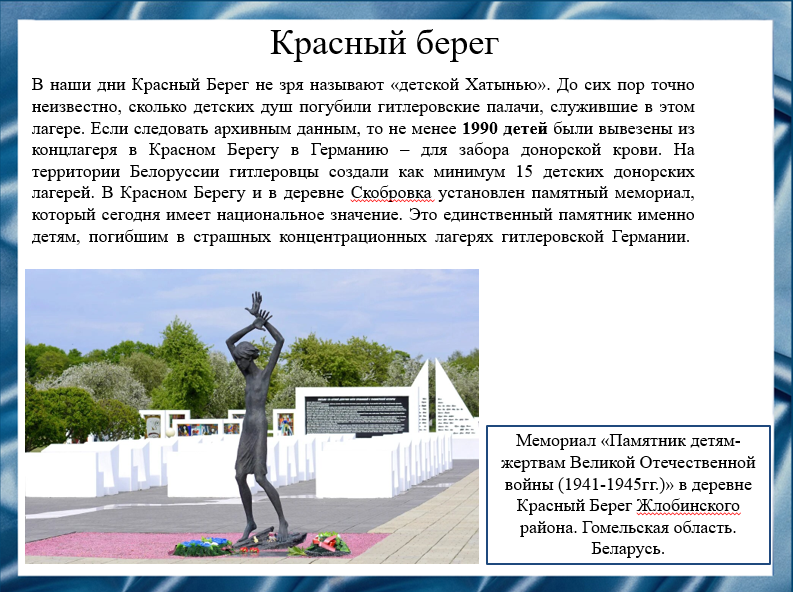 Красный берег
В наши дни Красный Берег не зря называют «детской Хатынью». До сих пор точно
неизвестно, сколько детских душ погубили гитлеровские палачи, служившие в этом
лагере. Если следовать архивным данным, то не менее 1990 детей были вывезены из
концлагеря в Красном Берегу в Германию – для забора донорской крови. На
территории Белоруссии гитлеровцы создали как минимум 15 детских донорских
лагерей. В Красном Берегу и в деревне Скобровка установлен памятный мемориал,
который сегодня имеет национальное значение. Это единственный памятник именно
детям, погибшим в страшных концентрационных лагерях гитлеровской Германии.
Мемориал «Памятник детям-
жертвам Великой Отечественной
войны (1941-1945гг.)» в деревне
Красный Берег Жлобинского
района. Гомельская область.
Беларусь.